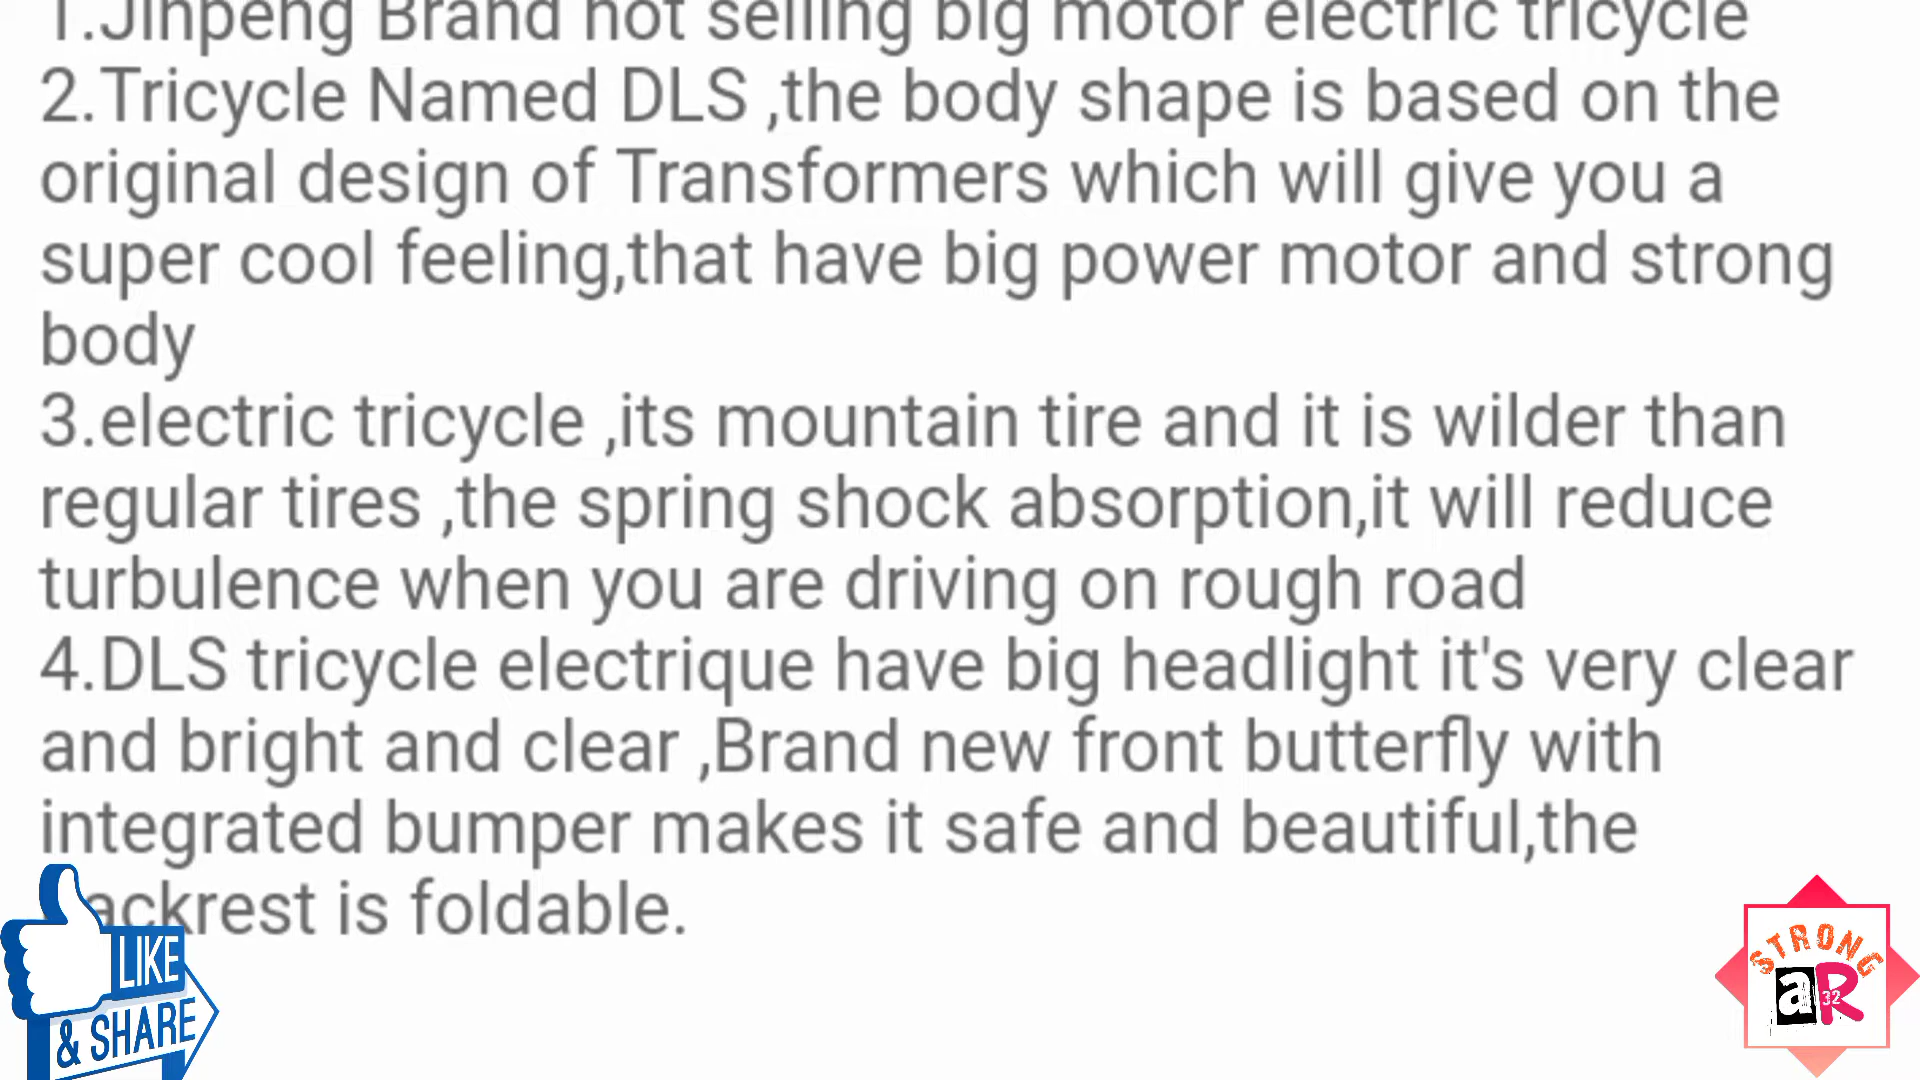 1.Jinpeng Brand hot selling big motor electric tricycle
2.Tricycle Named DLS ,the body shape is based on the
original design of Transformers which will give you a
super cool feeling,that have big power motor and strong
body
3.electric tricycle ,its mountain tire and it is wilder than
regular tires ,the spring shock absorption,it will reduce
turbulence when you are driving on rough road
4.DLS tricycle electrique have big headlight it's very clear
and bright and clear ,Brand new front butterfly with
integrated bumper makes it safe and beautiful,the
backrest is foldable.
LIKE
& SHARE
STRONG
aR
32